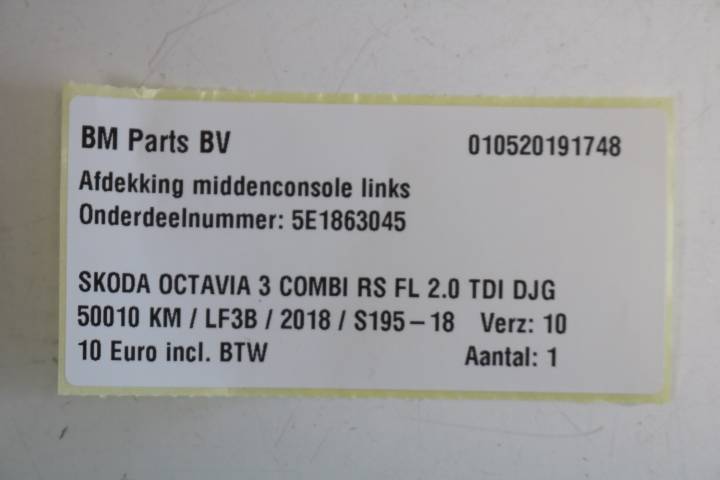 BM Parts BV 010520191748
Afdekking middenconsole links
Onderdeelnummer: 5E1863045
SKODA OCTAVIA 3 COMBI RS FL 2.0 TDI DJG
50010 KM / LF3B / 2018 / S195-18 Verz: 10
10 Euro incl. BTW Aantal: 1